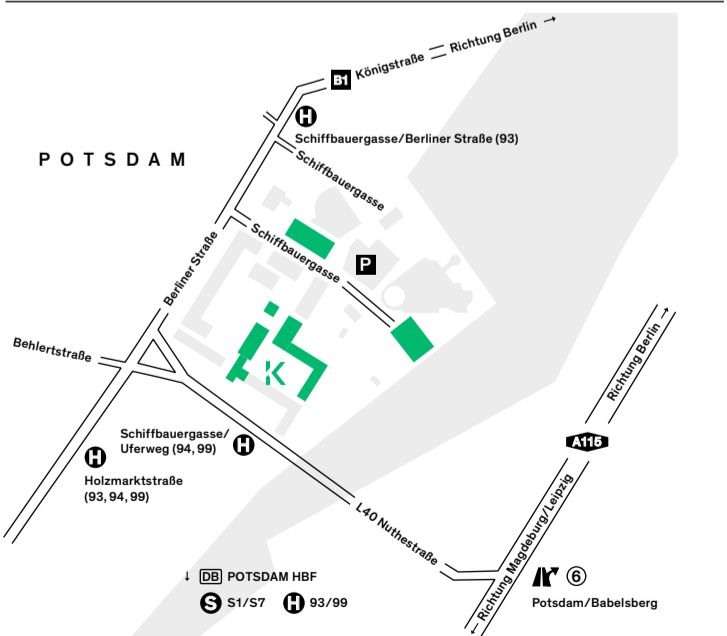 Richtung Berlin →
Königstraße
B1
H
Schiffbauergasse/Berliner Straße (93)
POTSDAM
Schiffbauergasse
Schiffbauergasse
P
Berliner Straße
Behlertstraße
K
Richtung Berlin →
A115
Schiffbauergasse/
Uferweg (94, 99)
H
H
Holzmarktstraße
(93, 94, 99)
L40 Nuthestraße
← Richtung Magdeburg/Leipzig
6
Potsdam/Babelsberg
↓ DB POTSDAM HBF
S S1/S7 H 93/99